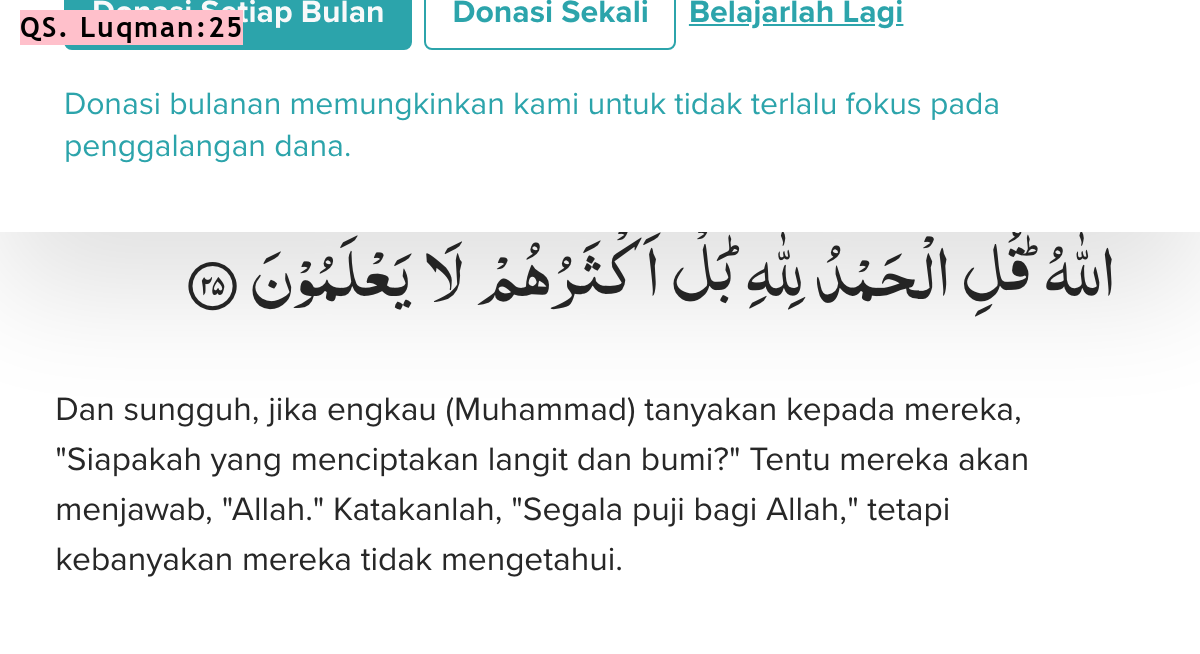 Donasi Setiap Bulan Donasi Sekali Belajarlah Lagi
QS. Luqman:25
Donasi bulanan memungkinkan kami untuk tidak terlalu fokus pada
penggalangan dana.
اللّٰهُ ۗقُلِ الْحَمْدُ لِلّٰهِ ۗبَلْ اَكْثَرُهُمْ لَا يَعْلَمُوْنَ ٢٥
Dan sungguh, jika engkau (Muhammad) tanyakan kepada mereka,
"Siapakah yang menciptakan langit dan bumi?" Tentu mereka akan
menjawab, "Allah." Katakanlah, "Segala puji bagi Allah," tetapi
kebanyakan mereka tidak mengetahui.